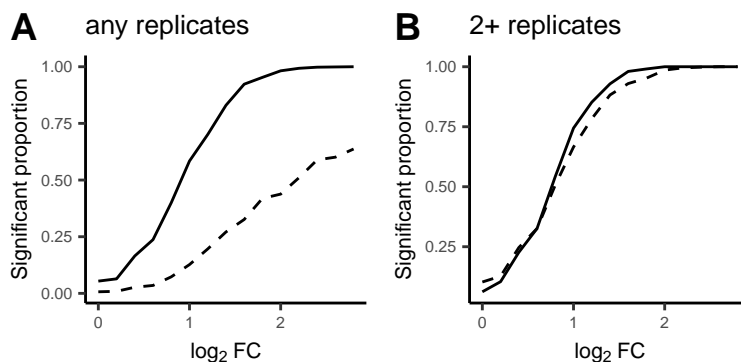 A any replicates
Significant proportion
1.00
0.75
0.50
0.25
0.00
0 1 2
log₂ FC
B 2+ replicates
Significant proportion
1.00
0.75
0.50
0.25
0 1 2
log₂ FC